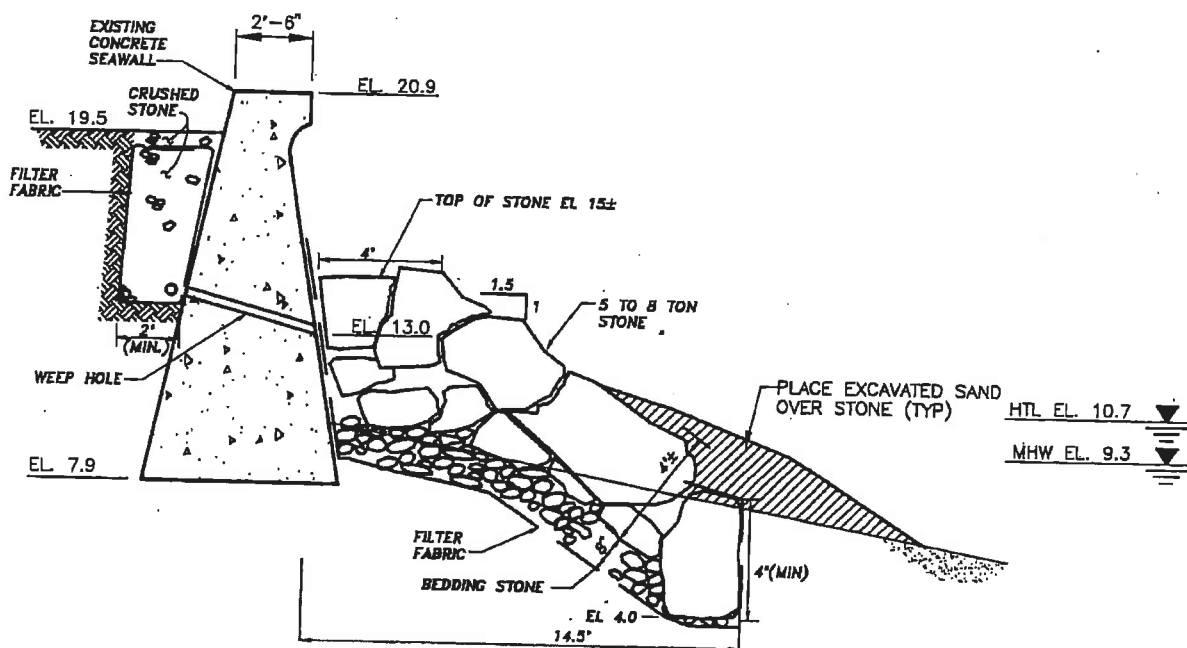 EXISTING
CONCRETE
SEAWALL
2'-6"
EL. 20.9
CRUSHED
STONE
EL. 19.5
FILTER
FABRIC
TOP OF STONE EL 15±
4'
1.5
1
5 TO 8 TON
STONE
EL. 13.0
2'
(MIN.)
WEEP HOLE
PLACE EXCAVATED SAND
OVER STONE (TYP)
HTL EL. 10.7
MHW EL. 9.3
EL. 7.9
4'±
FILTER
FABRIC
BEDDING STONE
4'(MIN)
EL 4.0
14.5'